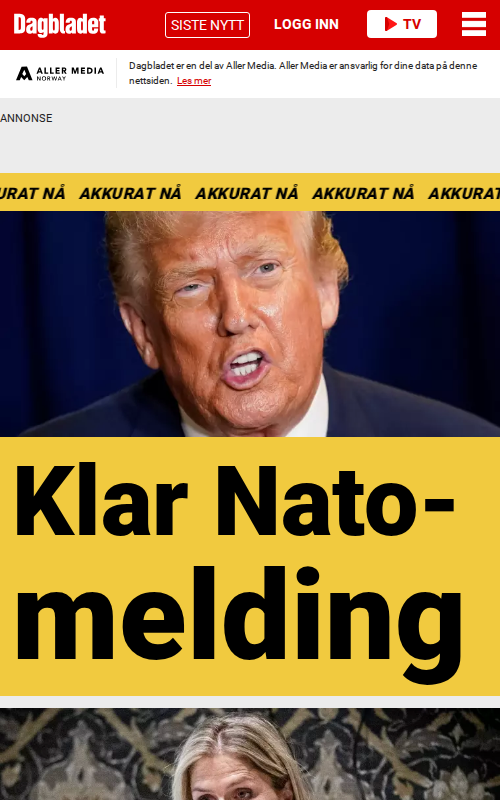 Dagbladet
SISTE NYTT
LOGG INN
TV
ALLER MEDIA
NORWAY
Dagbladet er en del av Aller Media. Aller Media er ansvarlig for dine data på denne
nettsiden. Les mer
ANNONSE
URAT NÅ AKKURAT NÅ AKKURAT NÅ AKKURAT NÅ AKKURAT
Klar Nato-
melding